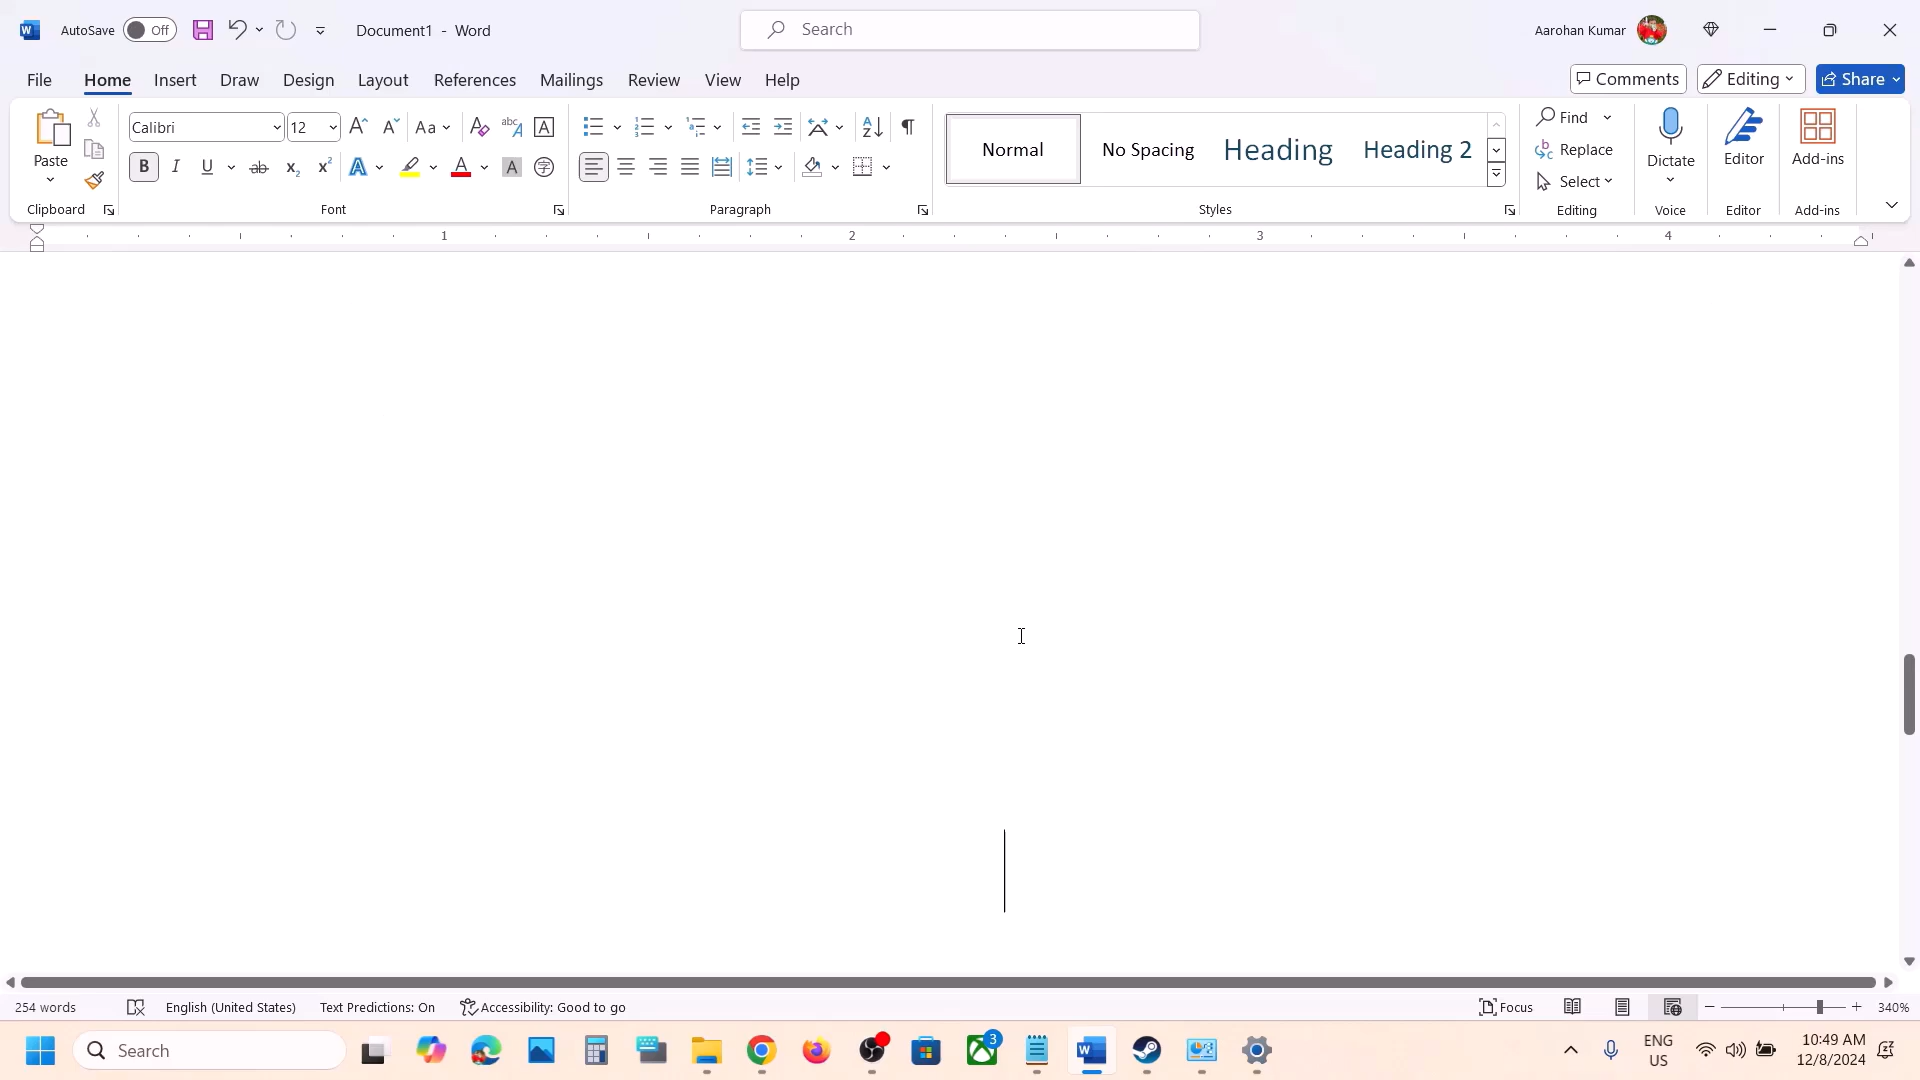 AutoSave Off Document1 - Word Search Aarohan Kumar
File Home Insert Draw Design Layout References Mailings Review View Help Comments Editing Share
Paste Calibri 12 Aa Normal No Spacing Heading Heading 2 Find Replace Select Dictate Editor Add-ins
Clipboard Font Paragraph Styles Editing Voice Editor Add-ins
1 2 3 4
254 words English (United States) Text Predictions: On Accessibility: Good to go Focus 340%
Search 3 ENG 10:49 AM
US 12/8/2024